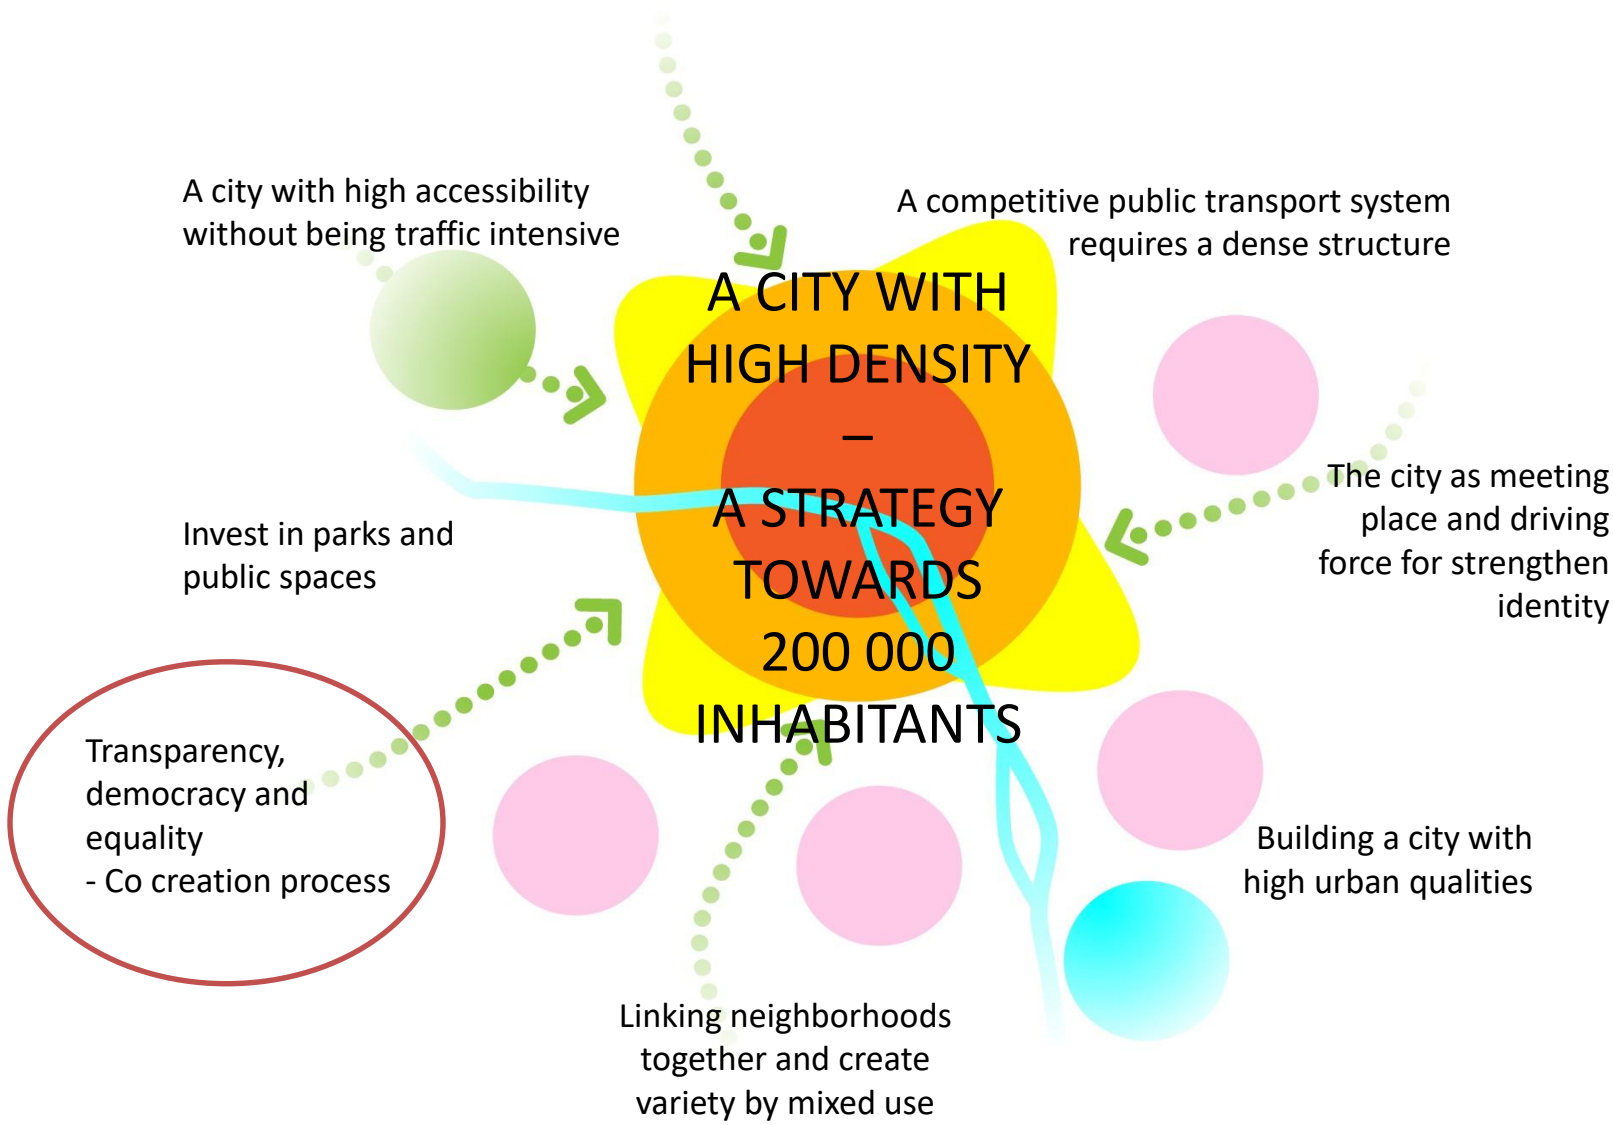 A city with high accessibility
without being traffic intensive
A competitive public transport system
requires a dense structure
A CITY WITH
HIGH DENSITY
–
A STRATEGY
TOWARDS
200 000
INHABITANTS
The city as meeting
place and driving
force for strengthen
identity
Invest in parks and
public spaces
Transparency,
democracy and
equality
- Co creation process
Building a city with
high urban qualities
Linking neighborhoods
together and create
variety by mixed use